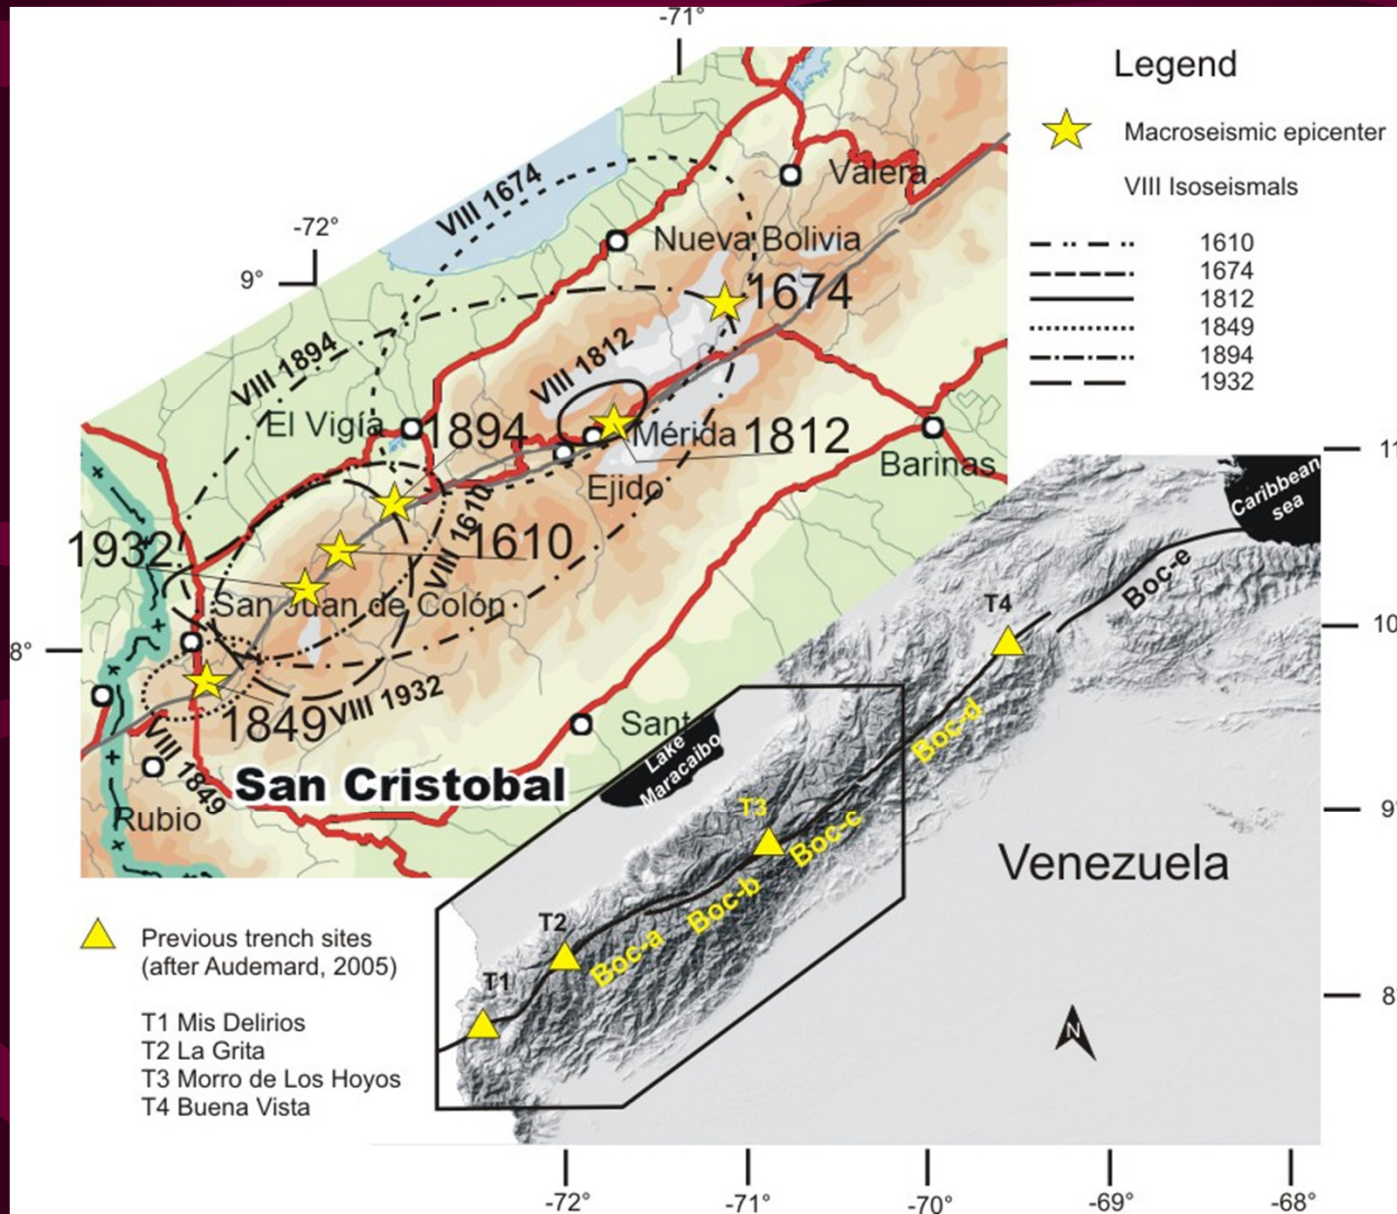 -71°
Legend
Macroseismic epicenter
VIII Isoseismals
1610
1674
1812
1849
1894
1932
-72°
9°
8°
VIII 1674
Valera
Nueva Bolivia
1674
VIII 1812
VIII 1894
El Vigía
1894
Mérida
1812
Barinas
Ejido
VIII 1610
1610
1932
San Juan de Colón
VIII 1932
1849
VIII 1849
Sant
San Cristobal
Rubio
Caribbean
sea
Boc-e
T4
Boc-d
Lake
Maracaibo
T3
Boc-c
Boc-b
T2
Boc-a
T1
Venezuela
N
11
10
9°
8°
Previous trench sites
(after Audemard, 2005)
T1 Mis Delirios
T2 La Grita
T3 Morro de Los Hoyos
T4 Buena Vista
-72°
-71°
-70°
-69°
-68°